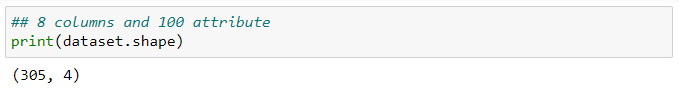 ## 8 columns and 100 attribute
print(dataset.shape)
(305, 4)